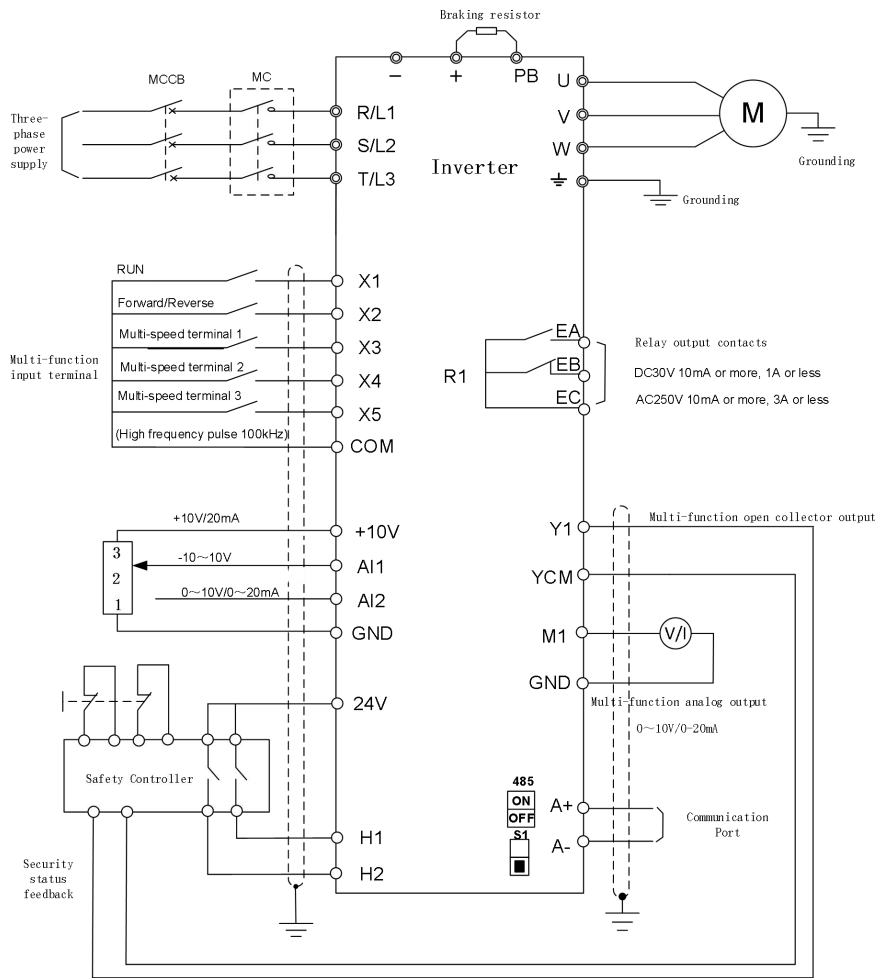 Braking resistor
−
+
PB
MCCB
MC
Three-
phase
power
supply
R/L1
S/L2
T/L3
Inverter
U
V
W
M
Grounding
Grounding
RUN
X1
Forward/Reverse
X2
Multi-speed terminal 1
X3
Multi-function
input terminal
Multi-speed terminal 2
X4
Multi-speed terminal 3
X5
(High frequency pulse 100kHz)
COM
R1
EA
EB
EC
Relay output contacts
DC30V 10mA or more, 1A or less
AC250V 10mA or more, 3A or less
+10V/20mA
+10V
3
2
1
-10～10V
AI1
0～10V/0～20mA
AI2
GND
Y1
Multi-function open collector output
YCM
M1
V/I
GND
Multi-function analog output
0～10V/0-20mA
24V
Safety Controller
H1
H2
Security
status
feedback
485
ON
OFF
S1
A+
A-
Communication
Port